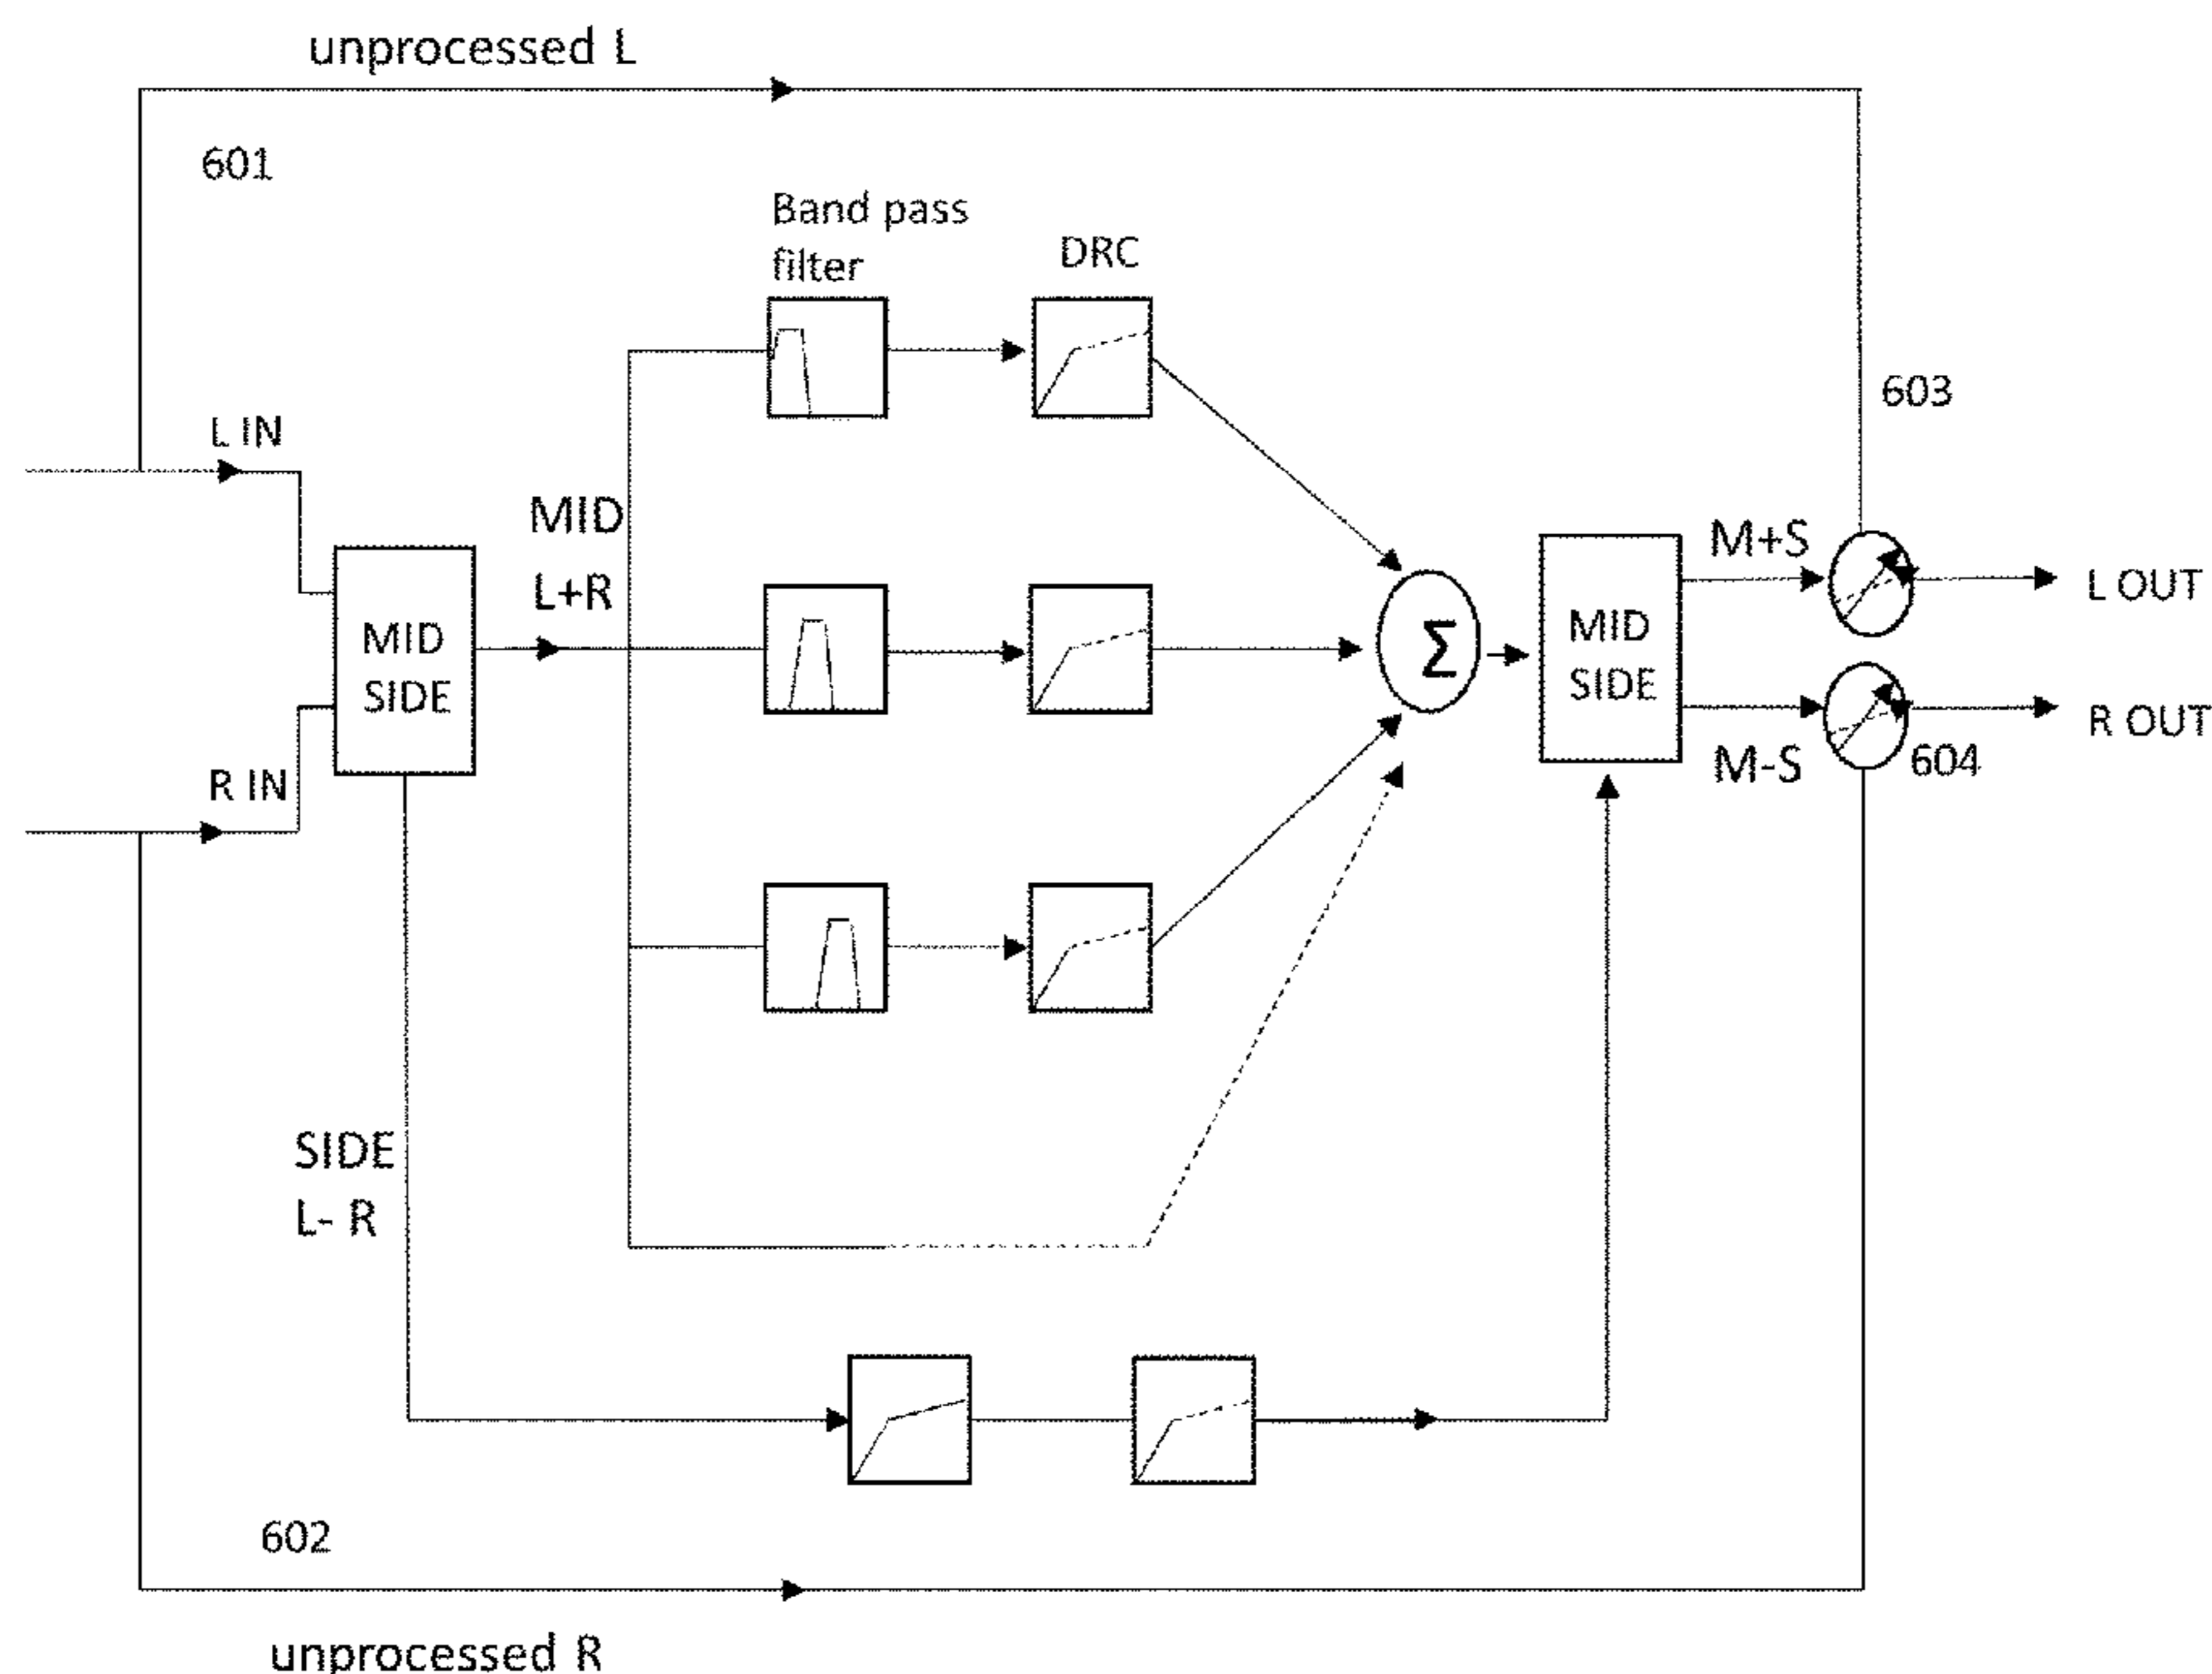 unprocessed L
601
Band pass
filter
DRC
603
L IN
MID
L+R
M+S
L OUT
MID
SIDE
Σ
MID
SIDE
R OUT
M-S
604
R IN
SIDE
L- R
602
unprocessed R